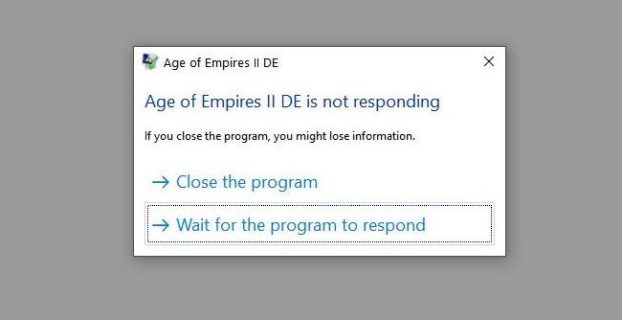 Age of Empires II DE
Age of Empires II DE is not responding
If you close the program, you might lose information.
→ Close the program
→ Wait for the program to respond